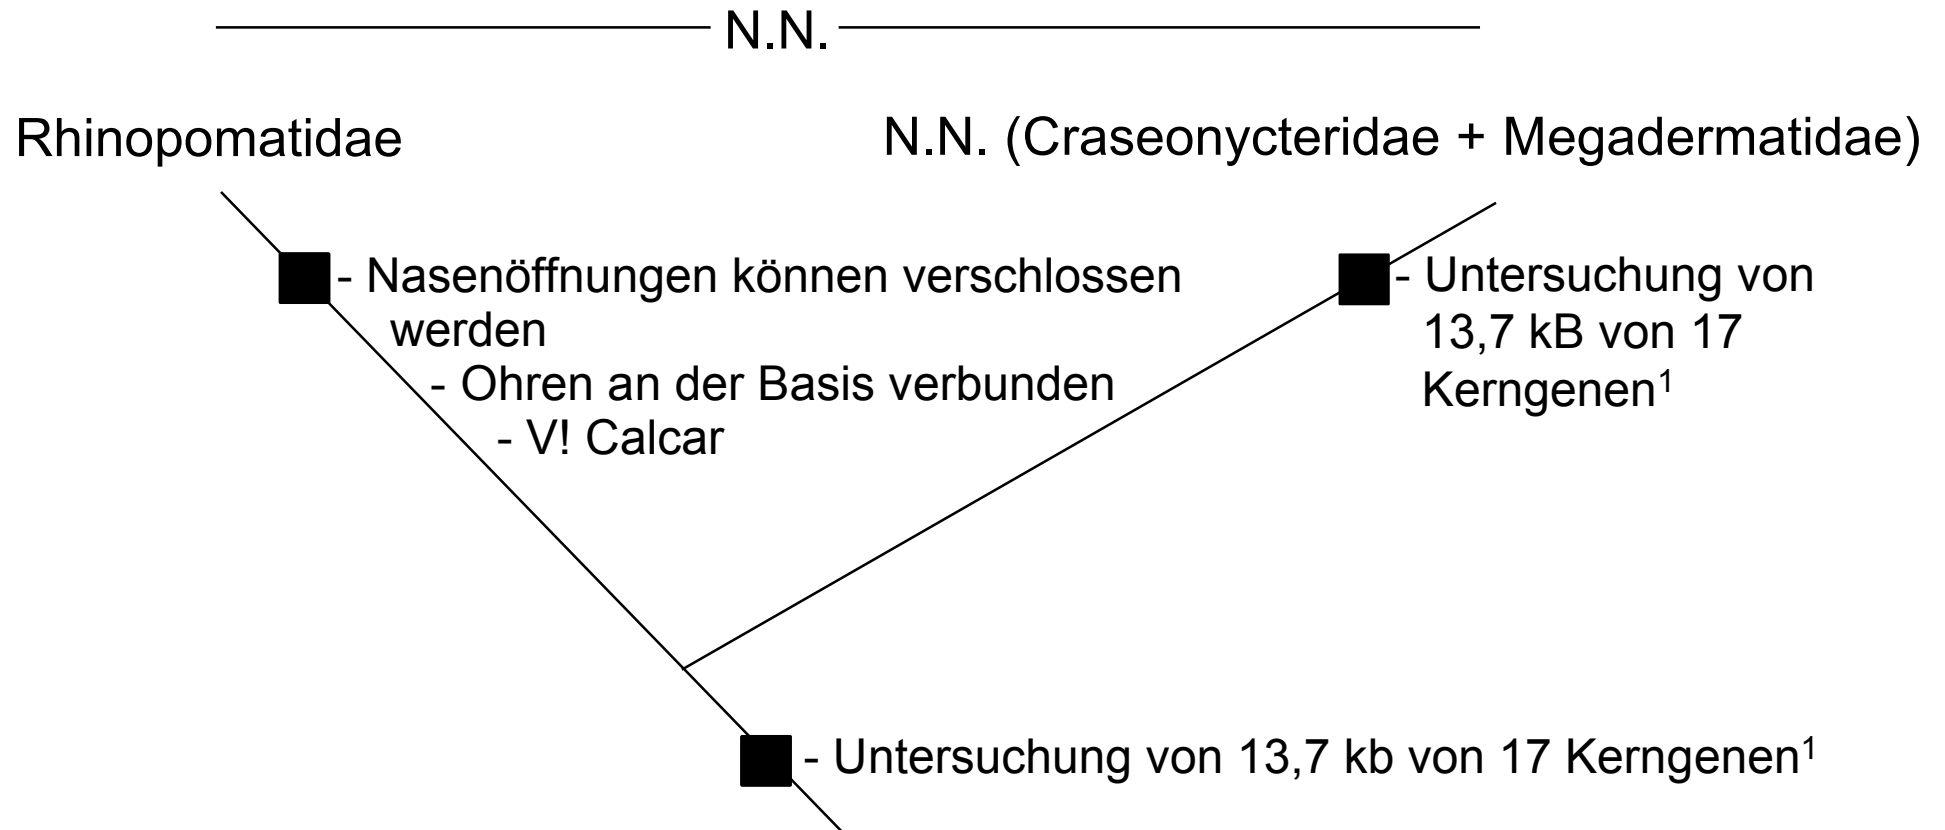 N.N.
Rhinopomatidae
N.N. (Craseonycteridae + Megadermatidae)
- Nasenöffnungen können verschlossen
werden
- Ohren an der Basis verbunden
- V! Calcar
- Untersuchung von
13,7 kB von 17
Kerngenen¹
- Untersuchung von 13,7 kb von 17 Kerngenen¹